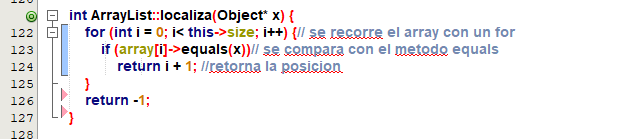 int ArrayList::localiza(Object* x) {
122 for (int i = 0; i< this->size; i++) {// se recorre el array con un for
123 if (array[i]->equals(x))// se compara con el metodo equals
124 return i + 1; //retorna la posicion
125 }
126 return -1;
127 }
128